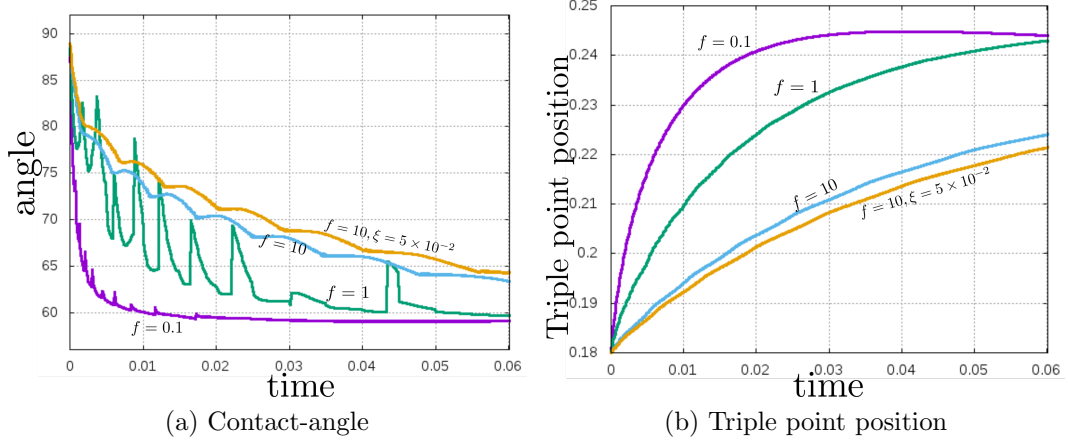 90
85
80
75
70
65
60
angle
f = 0.1
f = 1
f = 10
f = 10, ξ = 5 × 10⁻²
0 0.01 0.02 0.03 0.04 0.05 0.06
time
(a) Contact-angle
0.25
0.24
0.23
0.22
0.21
0.20
0.19
0.18
Triple point position
f = 0.1
f = 1
f = 10
f = 10, ξ = 5 × 10⁻²
0 0.01 0.02 0.03 0.04 0.05 0.06
time
(b) Triple point position